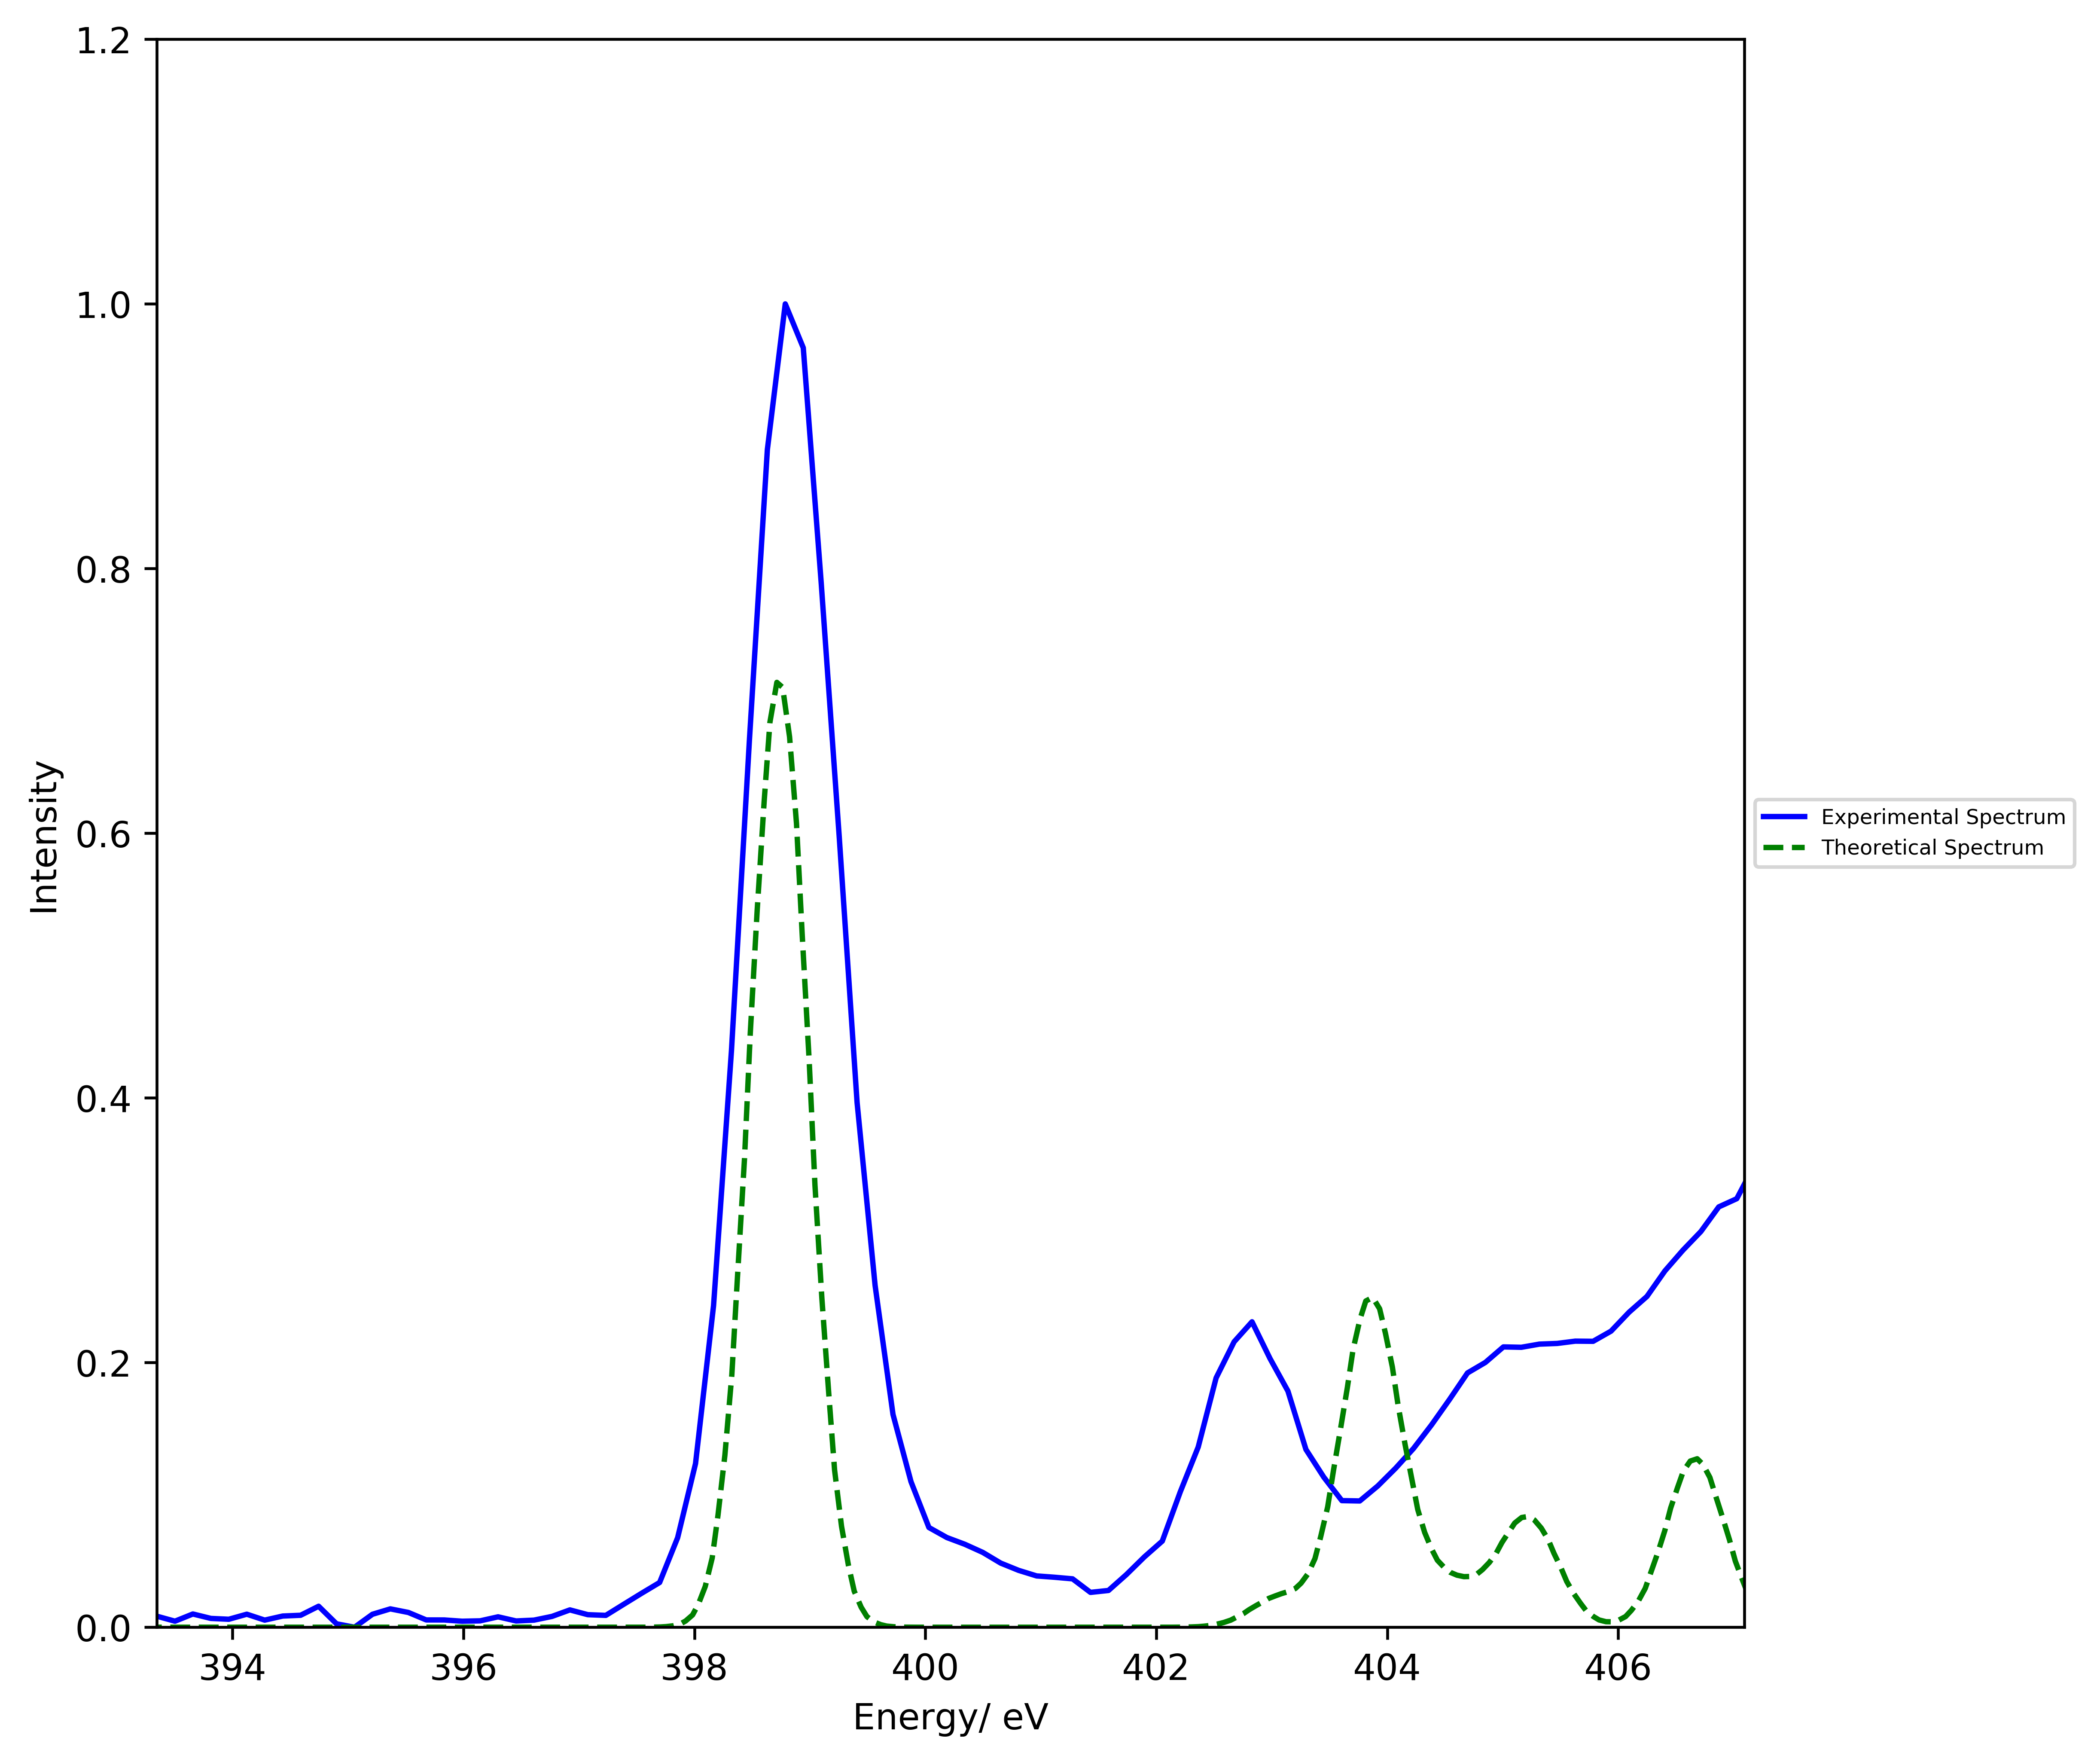 1.2
1.0
0.8
0.6
0.4
0.2
0.0
Intensity
394 396 398 400 402 404 406
Energy/ eV
Experimental Spectrum
Theoretical Spectrum